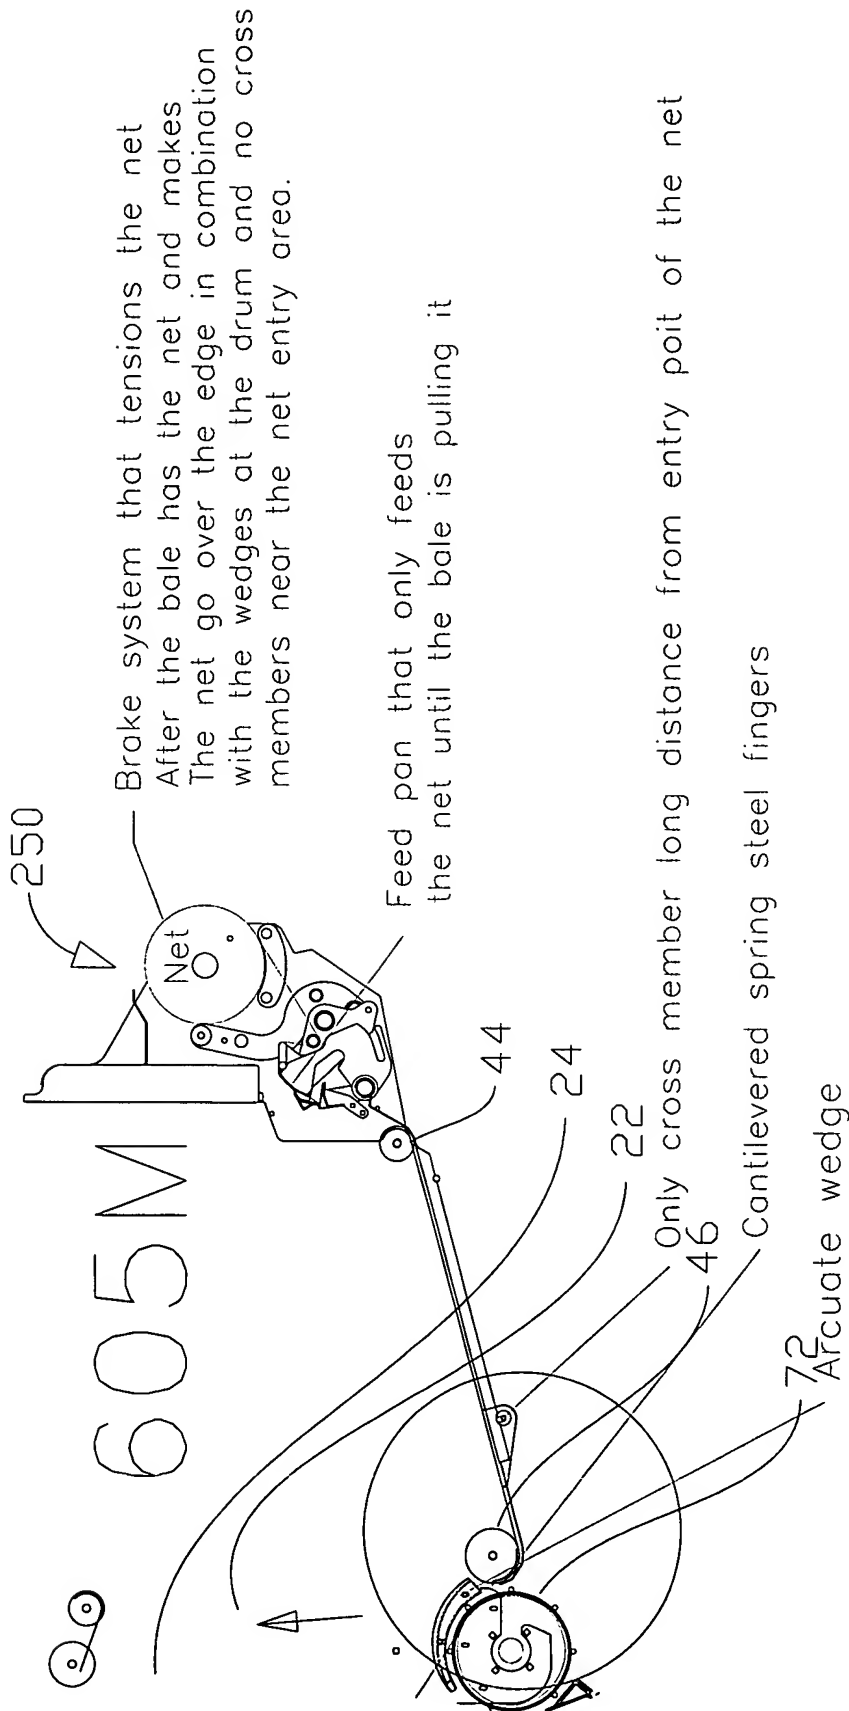 250
Brake system that tensions the net
After the bale has the net and makes
The net go over the edge in combination
with the wedges at the drum and no cross
members near the net entry area.
Net
605M
Feed pan that only feeds
the net until the bale is pulling it
44
24
22
Only cross member long distance from entry poit of the net
46
Cantilevered spring steel fingers
72
Arcuate wedge